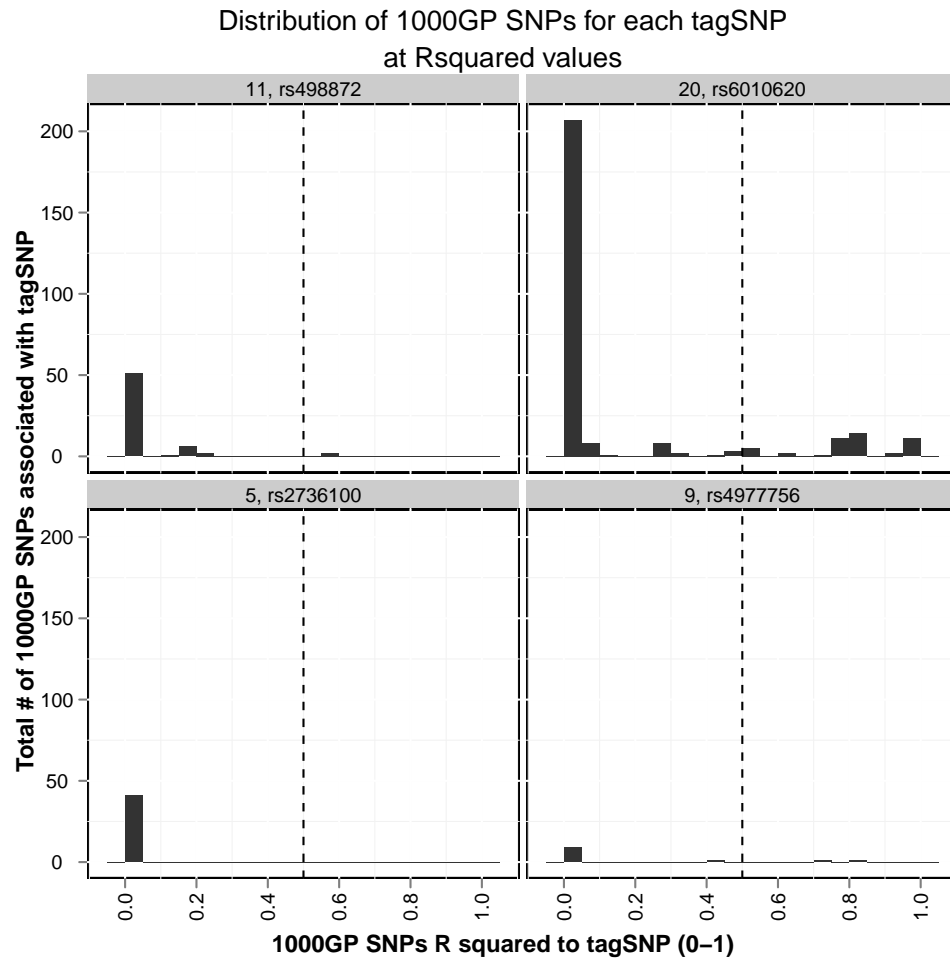 Distribution of 1000GP SNPs for each tagSNP
at Rsquared values
11, rs498872
20, rs6010620
Total # of 1000GP SNPs associated with tagSNP
200
150
100
50
0
5, rs2736100
9, rs4977756
200
150
100
50
0
0.0
0.2
0.4
0.6
0.8
1.0
0.0
0.2
0.4
0.6
0.8
1.0
1000GP SNPs R squared to tagSNP (0−1)